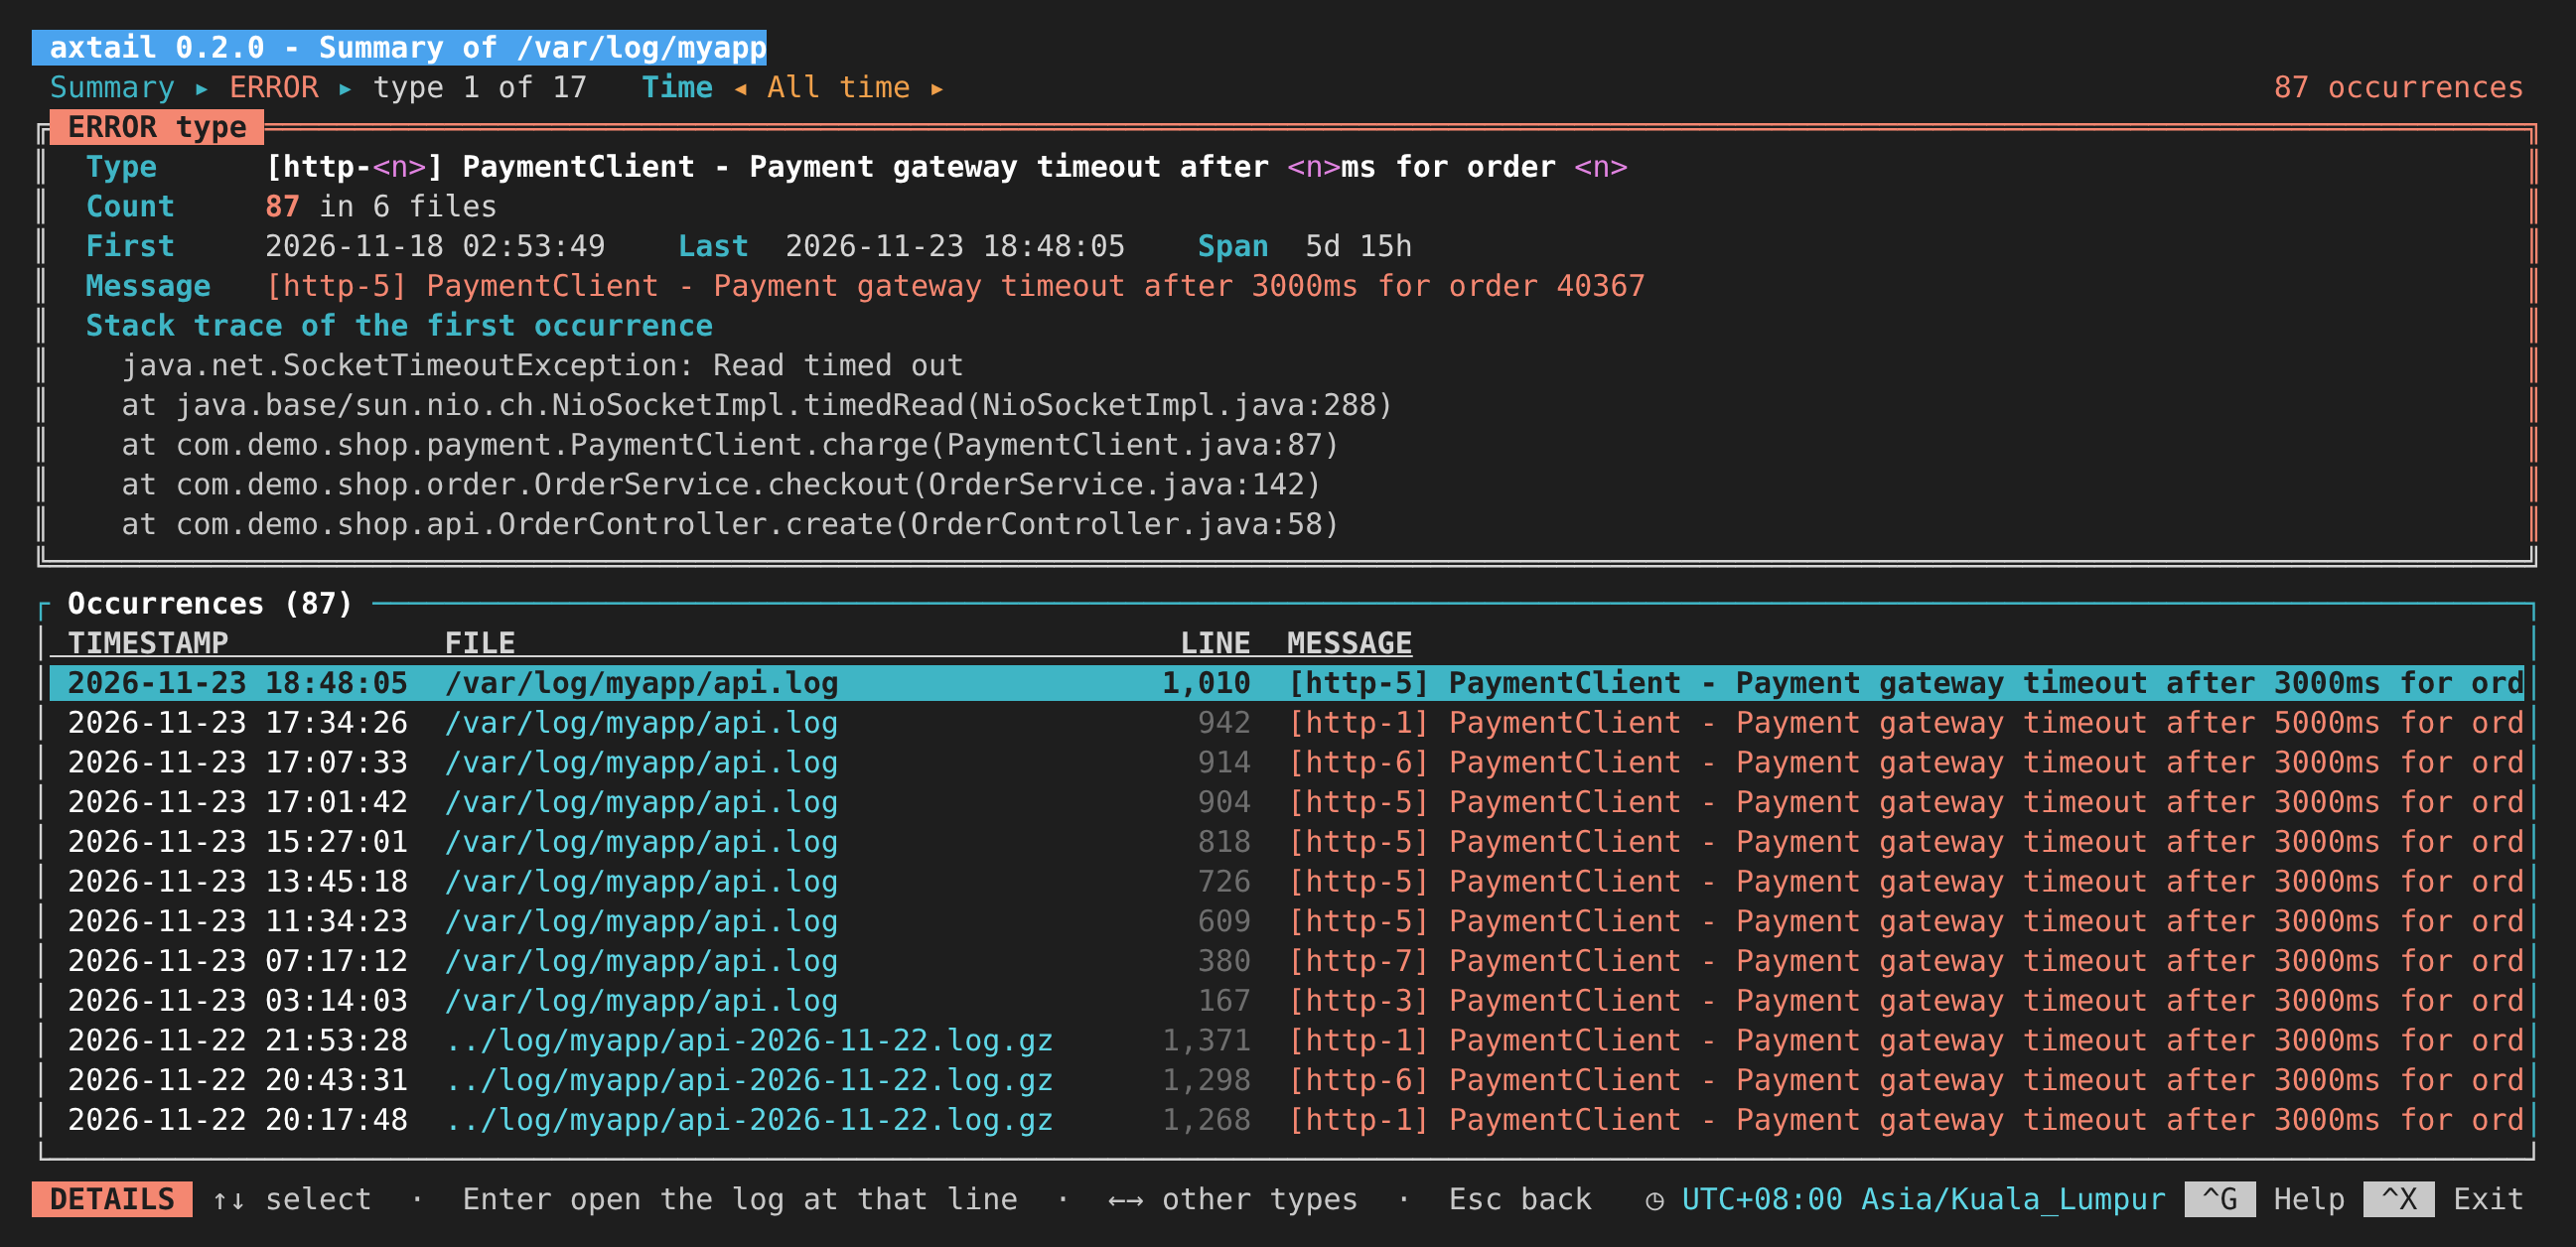 axtail 0.2.0 - Summary of /var/log/myapp
Summary ▸ ERROR ▸ type 1 of 17   Time ◂ All time ▸   87 occurrences
ERROR type
Type      [http-<n>] PaymentClient - Payment gateway timeout after <n>ms for order <n>
Count     87 in 6 files
First     2026-11-18 02:53:49    Last  2026-11-23 18:48:05    Span  5d 15h
Message   [http-5] PaymentClient - Payment gateway timeout after 3000ms for order 40367
Stack trace of the first occurrence
java.net.SocketTimeoutException: Read timed out
at java.base/sun.nio.ch.NioSocketImpl.timedRead(NioSocketImpl.java:288)
at com.demo.shop.payment.PaymentClient.charge(PaymentClient.java:87)
at com.demo.shop.order.OrderService.checkout(OrderService.java:142)
at com.demo.shop.api.OrderController.create(OrderController.java:58)
Occurrences (87)
TIMESTAMP            FILE                                     LINE  MESSAGE
2026-11-23 18:48:05  /var/log/myapp/api.log                  1,010  [http-5] PaymentClient - Payment gateway timeout after 3000ms for ord
2026-11-23 17:34:26  /var/log/myapp/api.log                    942  [http-1] PaymentClient - Payment gateway timeout after 5000ms for ord
2026-11-23 17:07:33  /var/log/myapp/api.log                    914  [http-6] PaymentClient - Payment gateway timeout after 3000ms for ord
2026-11-23 17:01:42  /var/log/myapp/api.log                    904  [http-5] PaymentClient - Payment gateway timeout after 3000ms for ord
2026-11-23 15:27:01  /var/log/myapp/api.log                    818  [http-5] PaymentClient - Payment gateway timeout after 3000ms for ord
2026-11-23 13:45:18  /var/log/myapp/api.log                    726  [http-5] PaymentClient - Payment gateway timeout after 3000ms for ord
2026-11-23 11:34:23  /var/log/myapp/api.log                    609  [http-5] PaymentClient - Payment gateway timeout after 3000ms for ord
2026-11-23 07:17:12  /var/log/myapp/api.log                    380  [http-7] PaymentClient - Payment gateway timeout after 3000ms for ord
2026-11-23 03:14:03  /var/log/myapp/api.log                    167  [http-3] PaymentClient - Payment gateway timeout after 3000ms for ord
2026-11-22 21:53:28  ../log/myapp/api-2026-11-22.log.gz      1,371  [http-1] PaymentClient - Payment gateway timeout after 3000ms for ord
2026-11-22 20:43:31  ../log/myapp/api-2026-11-22.log.gz      1,298  [http-6] PaymentClient - Payment gateway timeout after 3000ms for ord
2026-11-22 20:17:48  ../log/myapp/api-2026-11-22.log.gz      1,268  [http-1] PaymentClient - Payment gateway timeout after 3000ms for ord
DETAILS ↑↓ select  ·  Enter open the log at that line  ·  ←→ other types  ·  Esc back   ◷ UTC+08:00 Asia/Kuala_Lumpur ^G Help ^X Exit